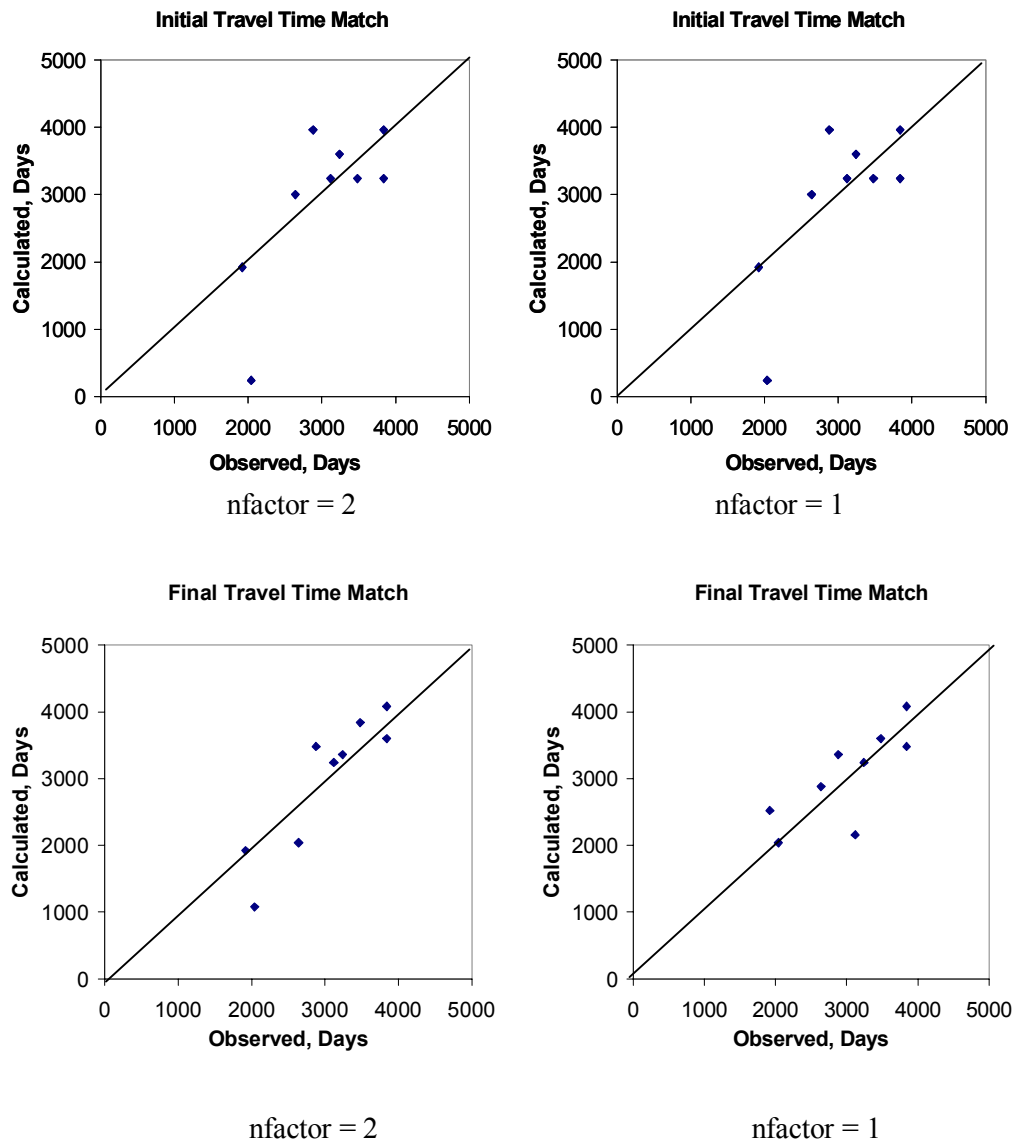 Initial Travel Time Match
5000
4000
3000
2000
1000
0
Calculated, Days
0 1000 2000 3000 4000 5000
Observed, Days
nfactor = 2
Initial Travel Time Match
5000
4000
3000
2000
1000
0
Calculated, Days
0 1000 2000 3000 4000 5000
Observed, Days
nfactor = 1
Final Travel Time Match
5000
4000
3000
2000
1000
0
Calculated, Days
0 1000 2000 3000 4000 5000
Observed, Days
nfactor = 2
Final Travel Time Match
5000
4000
3000
2000
1000
0
Calculated, Days
0 1000 2000 3000 4000 5000
Observed, Days
nfactor = 1